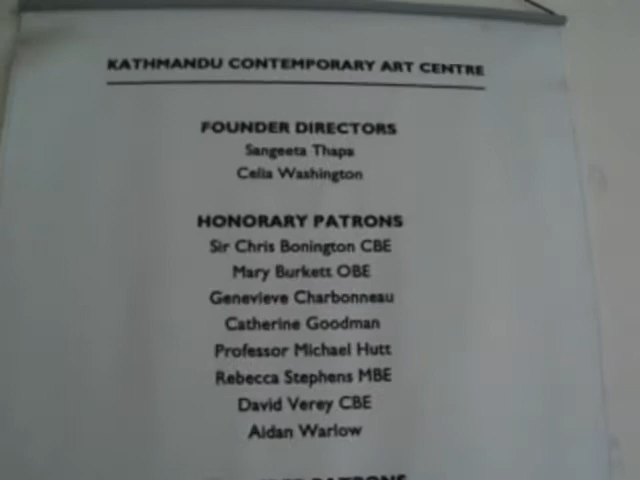 KATHMANDU CONTEMPORARY ART CENTRE
FOUNDER DIRECTORS
Sangeeta Thapa
Celia Washington
HONORARY PATRONS
Sir Chris Bonington CBE
Mary Burkett OBE
Genevieve Charbonneau
Catherine Goodman
Professor Michael Hutt
Rebecca Stephens MBE
David Verey CBE
Aidan Warlow
PATRONS